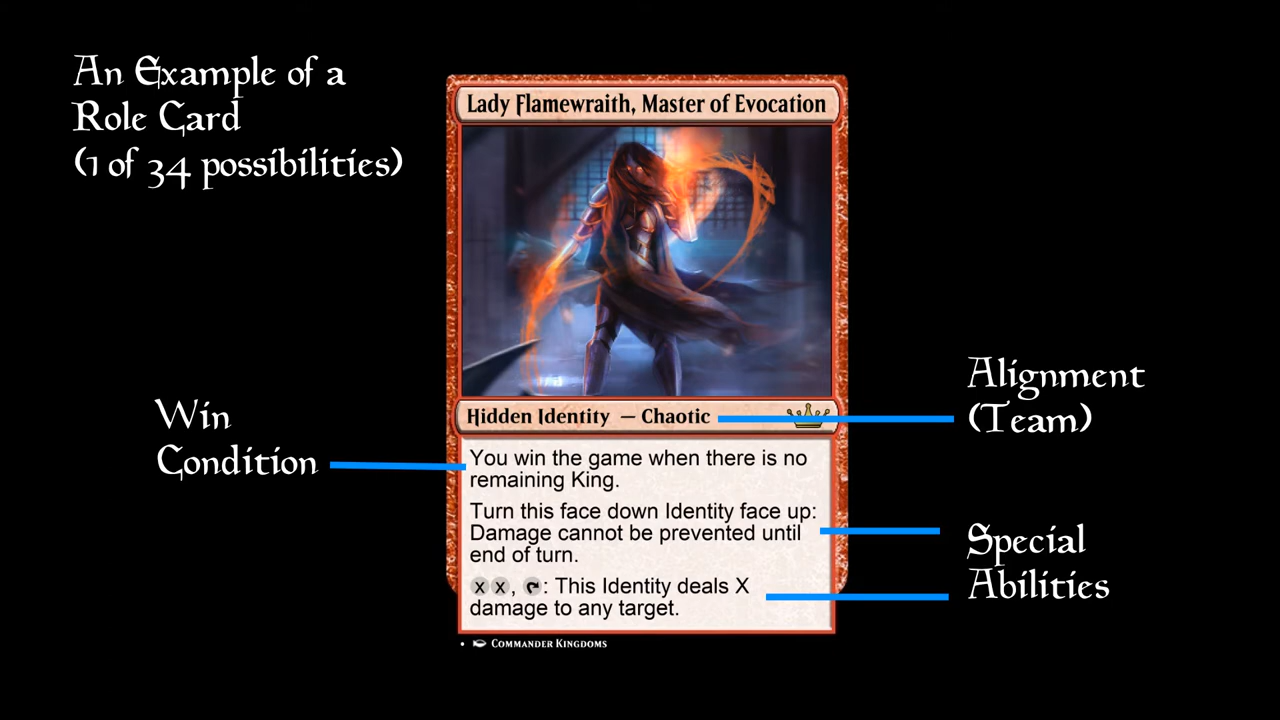 An Example of a
Role Card
(1 of 34 possibilities)
Lady Flamewraith, Master of Evocation
Hidden Identity — Chaotic
Alignment
(Team)
Win
Condition
You win the game when there is no
remaining King.
Turn this face down Identity face up:
Damage cannot be prevented until
end of turn.
Special
Abilities
X X, : This Identity deals X
damage to any target.
• Commander Kingdoms